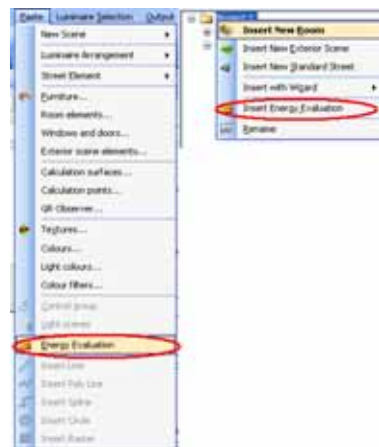 Paste Luminaire Selection Output
New Scene
Luminaire Arrangement
Street Element
Furniture...
Room elements...
Windows and doors...
Exterior scene elements...
Calculation surfaces...
Calculation points...
UGR Observer...
Textures...
Colours...
Light colours...
Colour filters...
Control group
Light scenes
Energy Evaluation
Insert Line
Insert Poly Line
Insert Spline
Insert Circle
Insert Raster
Insert New Room
Insert New Exterior Scene
Insert New Standard Street
Insert with Wizard
Insert Energy Evaluation
Rename